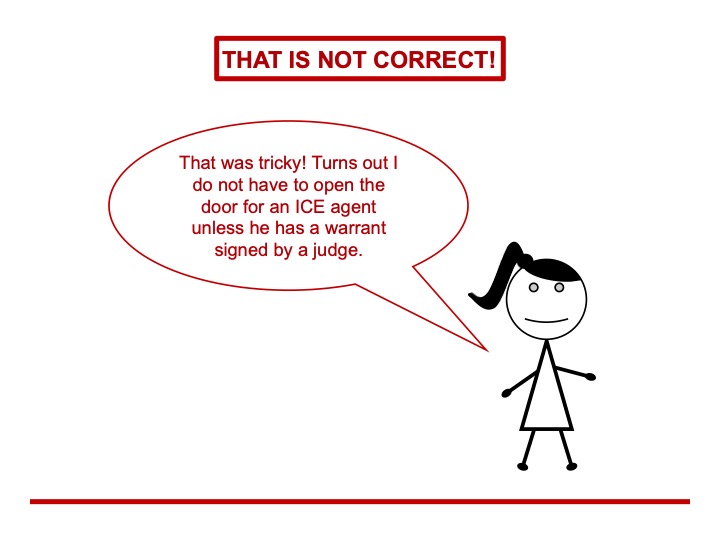 THAT IS NOT CORRECT!
That was tricky! Turns out I
do not have to open the
door for an ICE agent
unless he has a warrant
signed by a judge.